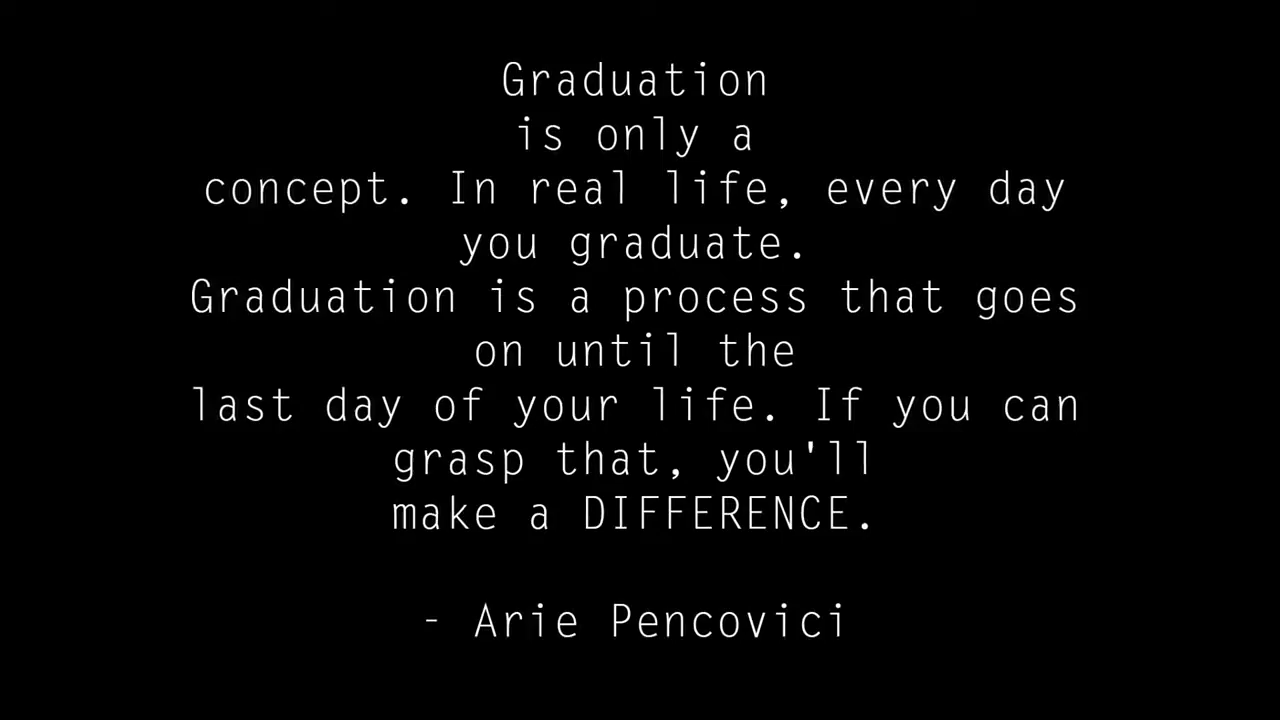 Graduation
is only a
concept. In real life, every day
you graduate.
Graduation is a process that goes
on until the
last day of your life. If you can
grasp that, you'll
make a DIFFERENCE.
- Arie Pencovici